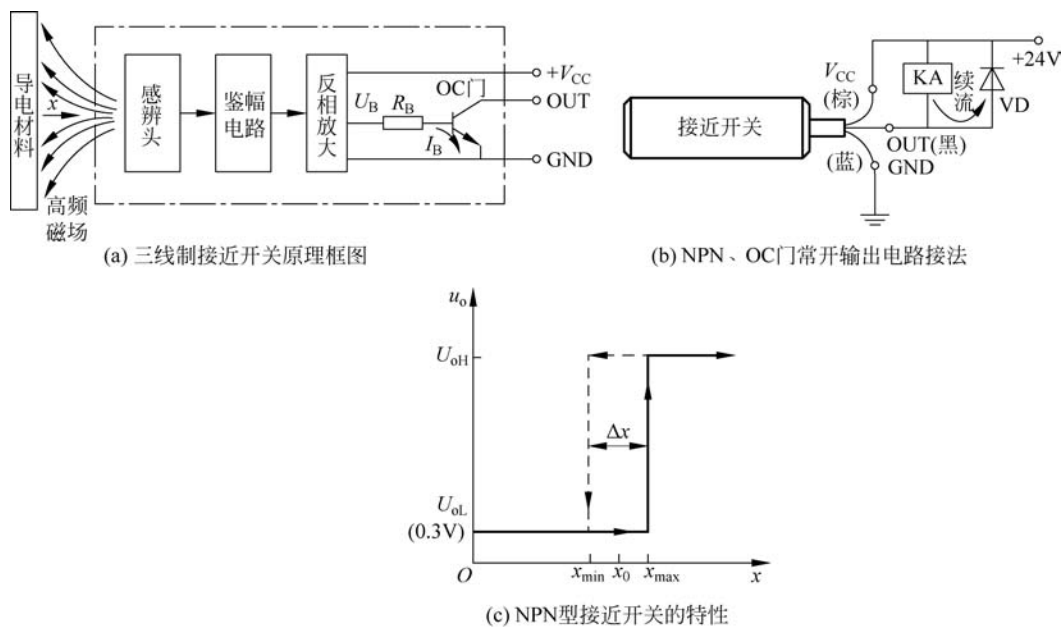 导电材料
x
高频
磁场
感辨头
鉴幅
电路
反相放大
U_B
R_B
I_B
OC门
+V_CC
OUT
GND
(a) 三线制接近开关原理框图
接近开关
V_CC
(棕)
(蓝)
KA
续流
VD
+24V
OUT(黑)
GND
(b) NPN、OC门常开输出电路接法
u_o
U_oH
Δx
U_oL
(0.3V)
O
x_min
x_0
x_max
x
(c) NPN型接近开关的特性